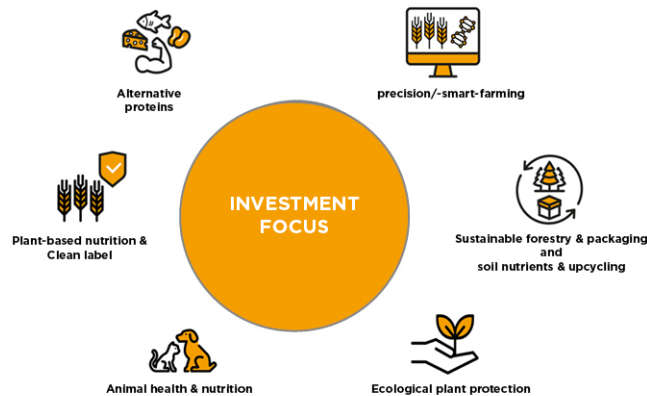 Alternative
proteins
precision/-smart-farming
INVESTMENT
FOCUS
Plant-based nutrition &
Clean label
Sustainable forestry & packaging
and
soil nutrients & upcycling
Animal health & nutrition
Ecological plant protection